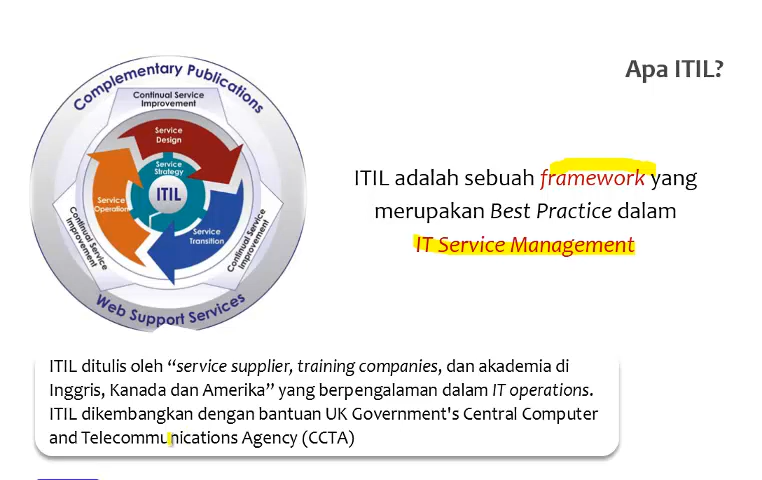 Apa ITIL?
Complementary Publications
Continual Service
Improvement
Service
Design
Service
Strategy
ITIL
Service
Operation
Service
Transition
Continual Service
Improvement
Continual Service
Improvement
Web Support Services
ITIL adalah sebuah framework yang
merupakan Best Practice dalam
IT Service Management
ITIL ditulis oleh “service supplier, training companies, dan akademia di
Inggris, Kanada dan Amerika” yang berpengalaman dalam IT operations.
ITIL dikembangkan dengan bantuan UK Government's Central Computer
and Telecommunications Agency (CCTA)